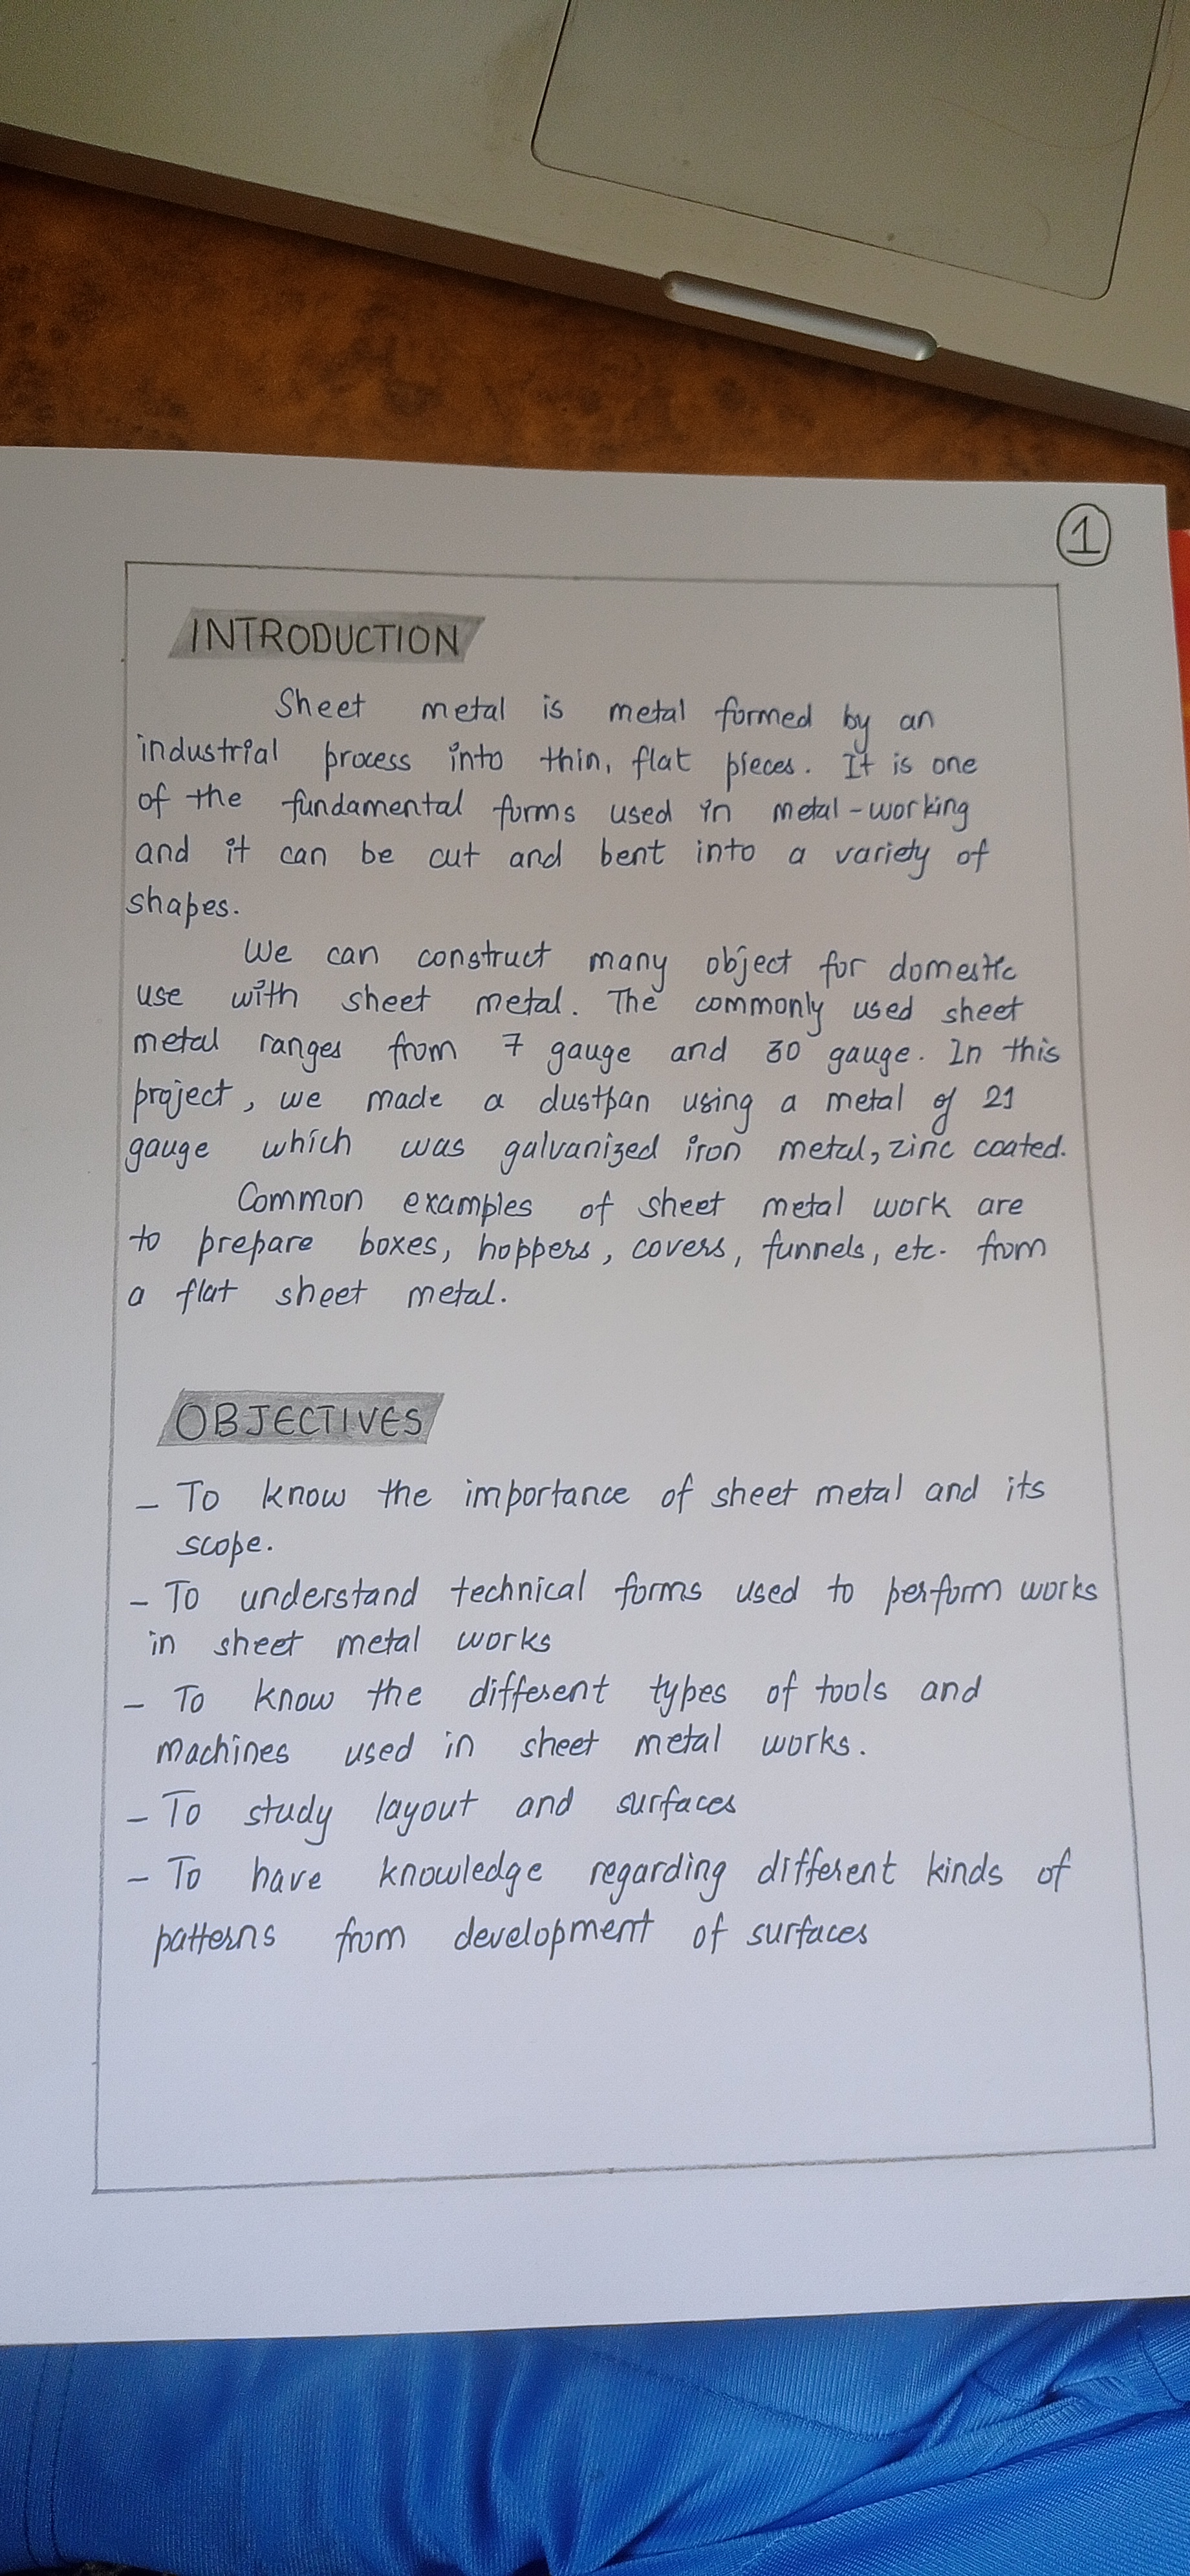 1
INTRODUCTION
Sheet metal is metal formed by an
industrial process into thin, flat pieces. It is one
of the fundamental forms used in metal-working
and it can be cut and bent into a variety of
shapes.
We can construct many object for domestic
use with sheet metal. The commonly used sheet
metal ranges from 7 gauge and 30 gauge. In this
project, we made a dustpan using a metal of 21
gauge which was galvanized iron metal, zinc coated.
Common examples of sheet metal work are
to prepare boxes, hoppers, covers, funnels, etc. from
a flat sheet metal.
OBJECTIVES
- To know the importance of sheet metal and its
scope.
- To understand technical forms used to perform works
in sheet metal works
- To know the different types of tools and
machines used in sheet metal works.
- To study layout and surfaces
- To have knowledge regarding different kinds of
patterns from development of surfaces